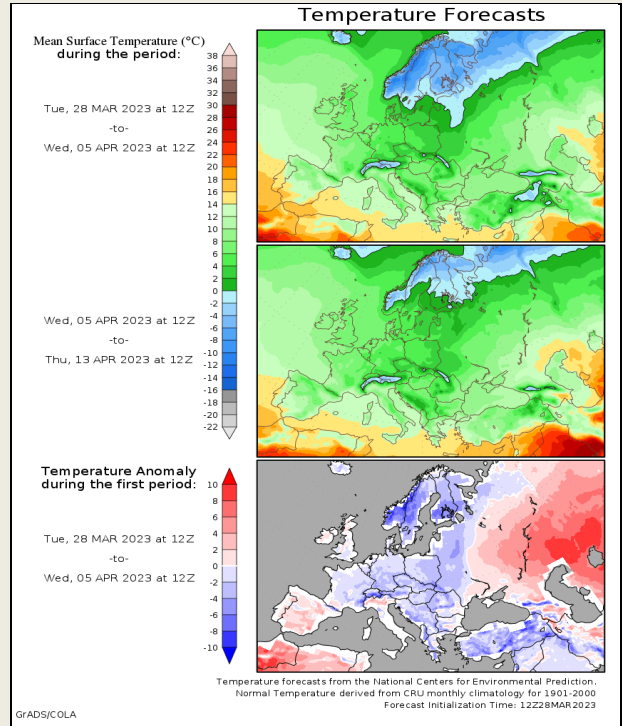 Temperature Forecasts
Mean Surface Temperature (°C)
during the period:
Tue, 28 MAR 2023 at 12Z
-to-
Wed, 05 APR 2023 at 12Z
38
36
34
32
30
28
26
24
22
20
18
16
14
12
10
8
6
4
2
0
-2
-4
-6
-8
-10
-12
-14
-16
-18
-20
-22
Wed, 05 APR 2023 at 12Z
-to-
Thu, 13 APR 2023 at 12Z
Temperature Anomaly
during the first period:
Tue, 28 MAR 2023 at 12Z
-to-
Wed, 05 APR 2023 at 12Z
10
8
6
4
2
0
-2
-4
-6
-8
-10
Temperature forecasts from the National Centers for Environmental Prediction.
Normal Temperature derived from CRU monthly climatology for 1901-2000
Forecast Initialization Time: 12Z28MAR2023
GrADS/COLA